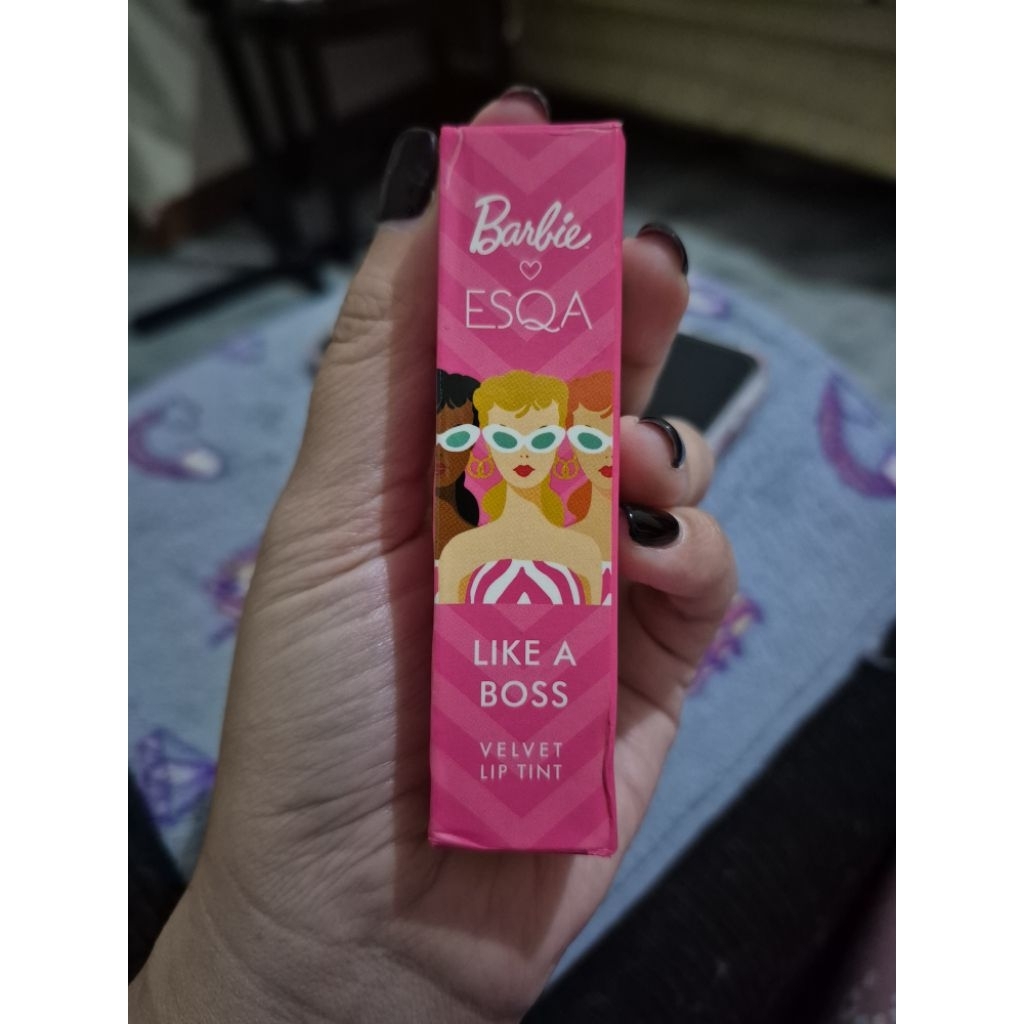 Barbie
ESQA
LIKE A
BOSS
VELVET
LIP TINT